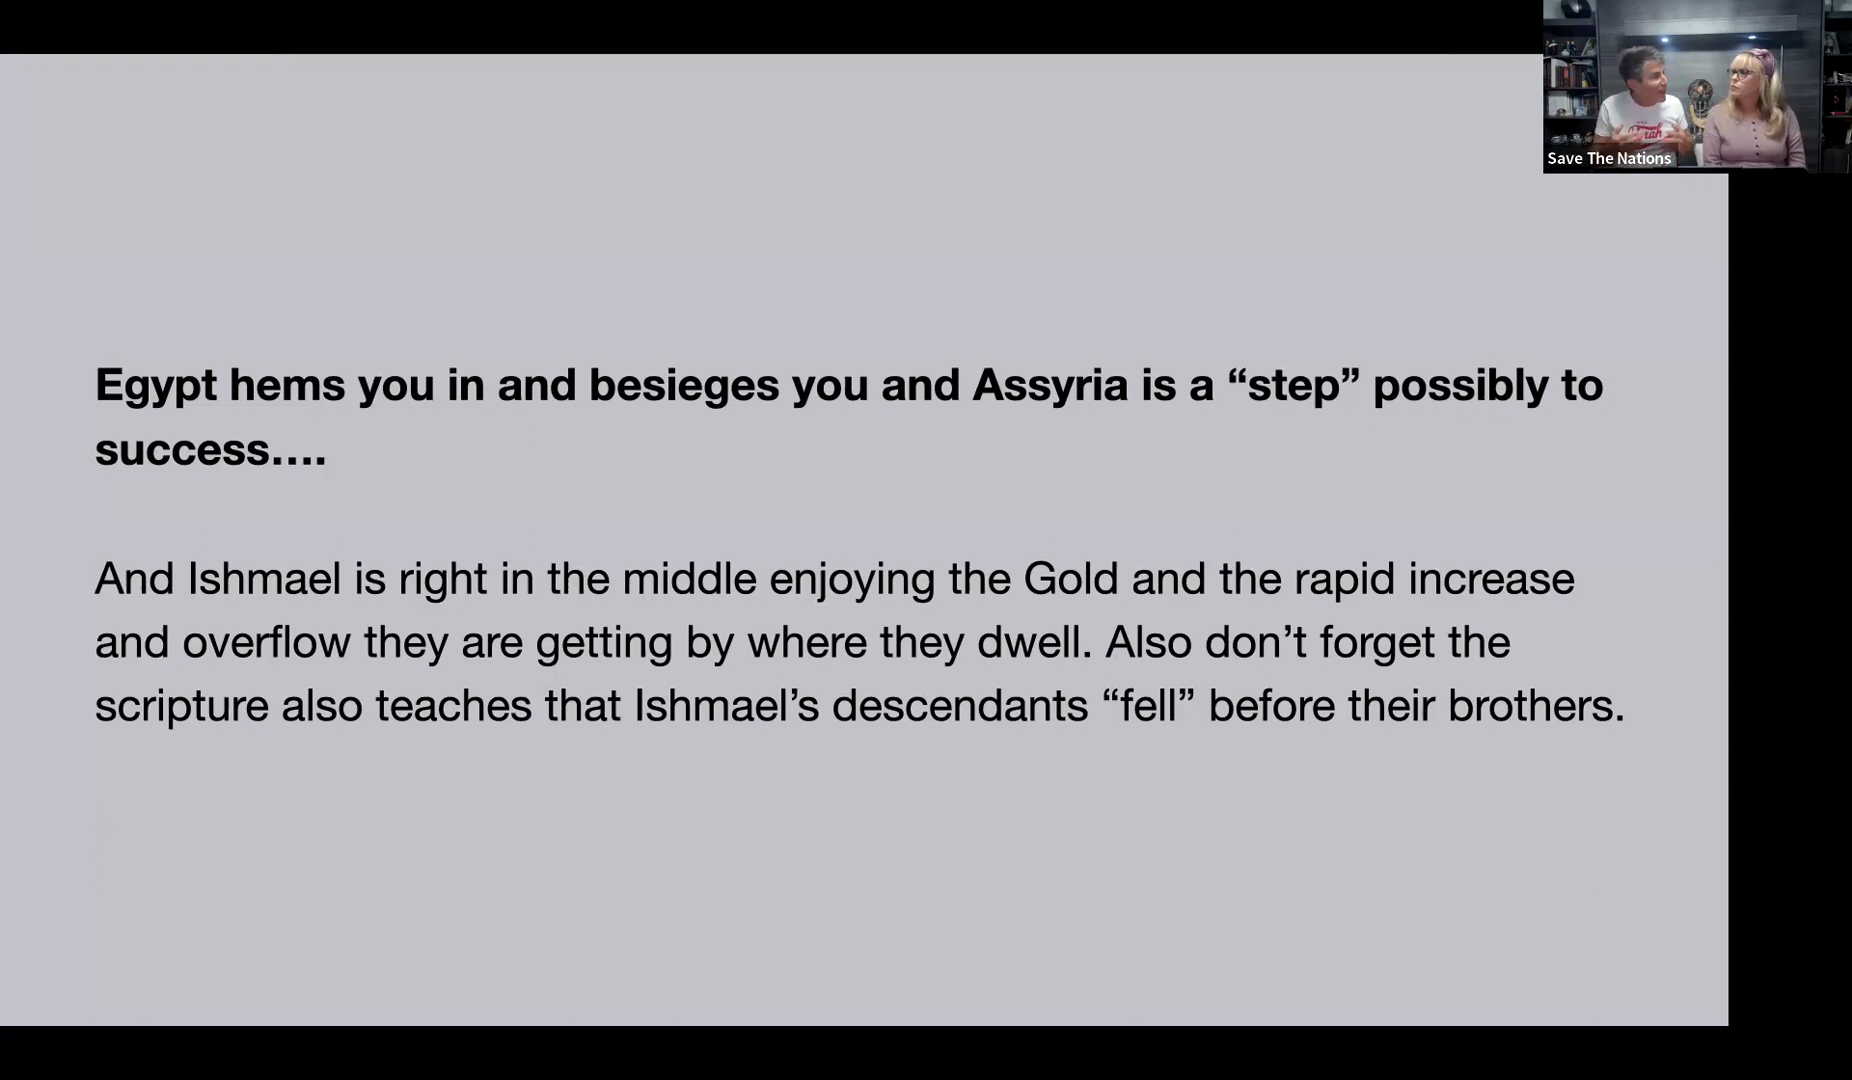 Save The Nations
Egypt hems you in and besieges you and Assyria is a “step” possibly to
success….
And Ishmael is right in the middle enjoying the Gold and the rapid increase
and overflow they are getting by where they dwell. Also don’t forget the
scripture also teaches that Ishmael’s descendants “fell” before their brothers.